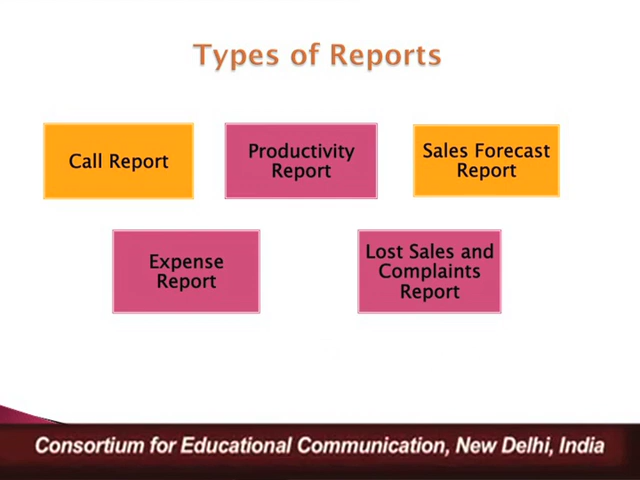 Types of Reports
Call Report
Productivity
Report
Sales Forecast
Report
Expense
Report
Lost Sales and
Complaints
Report
Consortium for Educational Communication, New Delhi, India